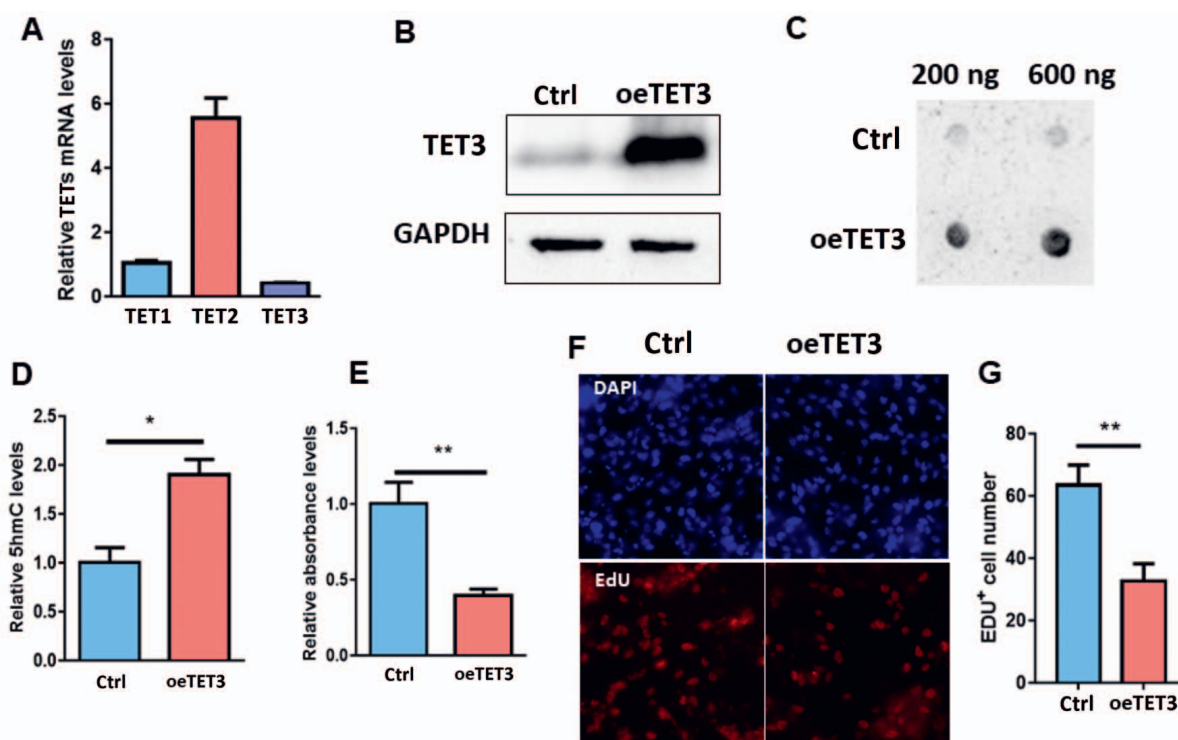 A
Relative TETs mRNA levels
8
6
4
2
0
TET1 TET2 TET3
B
Ctrl oeTET3
TET3
GAPDH
C
200 ng 600 ng
Ctrl
oeTET3
D
Relative 5hmC levels
2.5
2.0
1.5
1.0
0.5
0.0
*
Ctrl oeTET3
E
Relative absorbance levels
1.5
1.0
0.5
0.0
**
Ctrl oeTET3
F
Ctrl oeTET3
DAPI
EdU
G
EDU+ cell number
80
60
40
20
0
**
Ctrl oeTET3